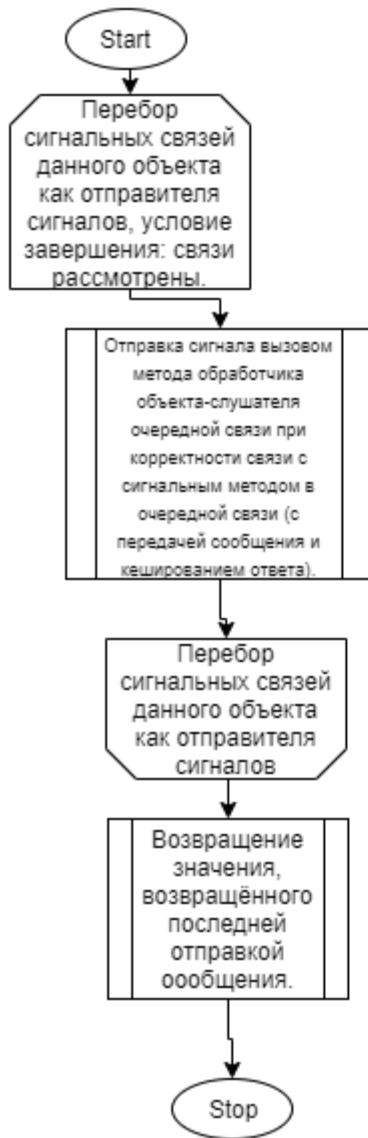 Start
Перебор
сигнальных связей
данного объекта
как отправителя
сигналов, условие
завершения: связи
рассмотрены.
Отправка сигнала вызовом
метода обработчика
объекта-слушателя
очередной связи при
корректности связи с
сигнальным методом в
очередной связи (с
передачей сообщения и
кешированием ответа).
Перебор
сигнальных связей
данного объекта
как отправителя
сигналов
Возвращение
значения,
возвращённого
последней
отправкой
оообщения.
Stop